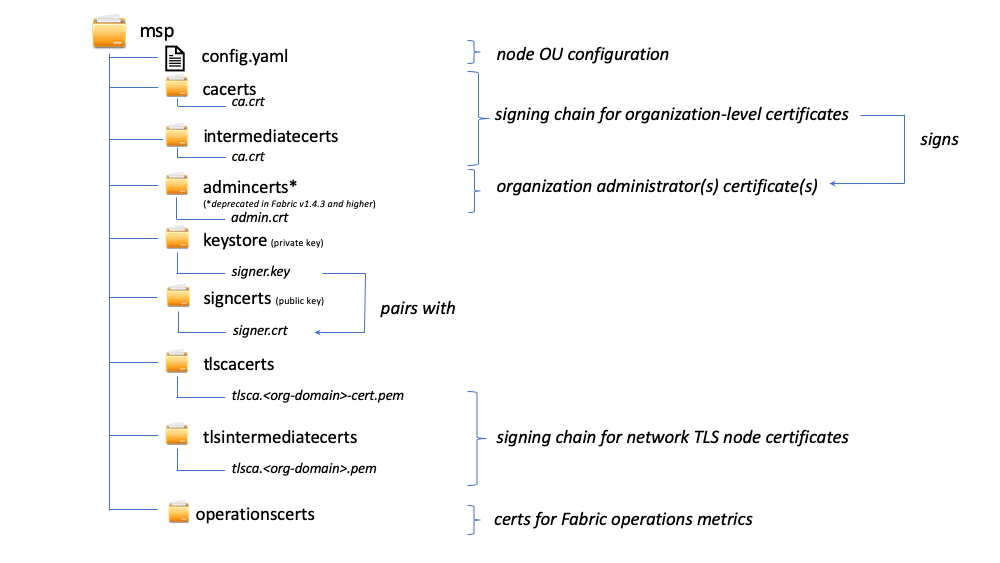 msp
config.yaml
node OU configuration
cacerts
ca.crt
signing chain for organization-level certificates
signs
intermediatecerts
ca.crt
admincerts*
(*deprecated in Fabric v1.4.3 and higher)
organization administrator(s) certificate(s)
admin.crt
keystore (private key)
signer.key
signcerts (public key)
pairs with
signer.crt
tlscacerts
tlsca.<org-domain>-cert.pem
tlsintermediatecerts
signing chain for network TLS node certificates
tlsca.<org-domain>.pem
operationscerts
certs for Fabric operations metrics